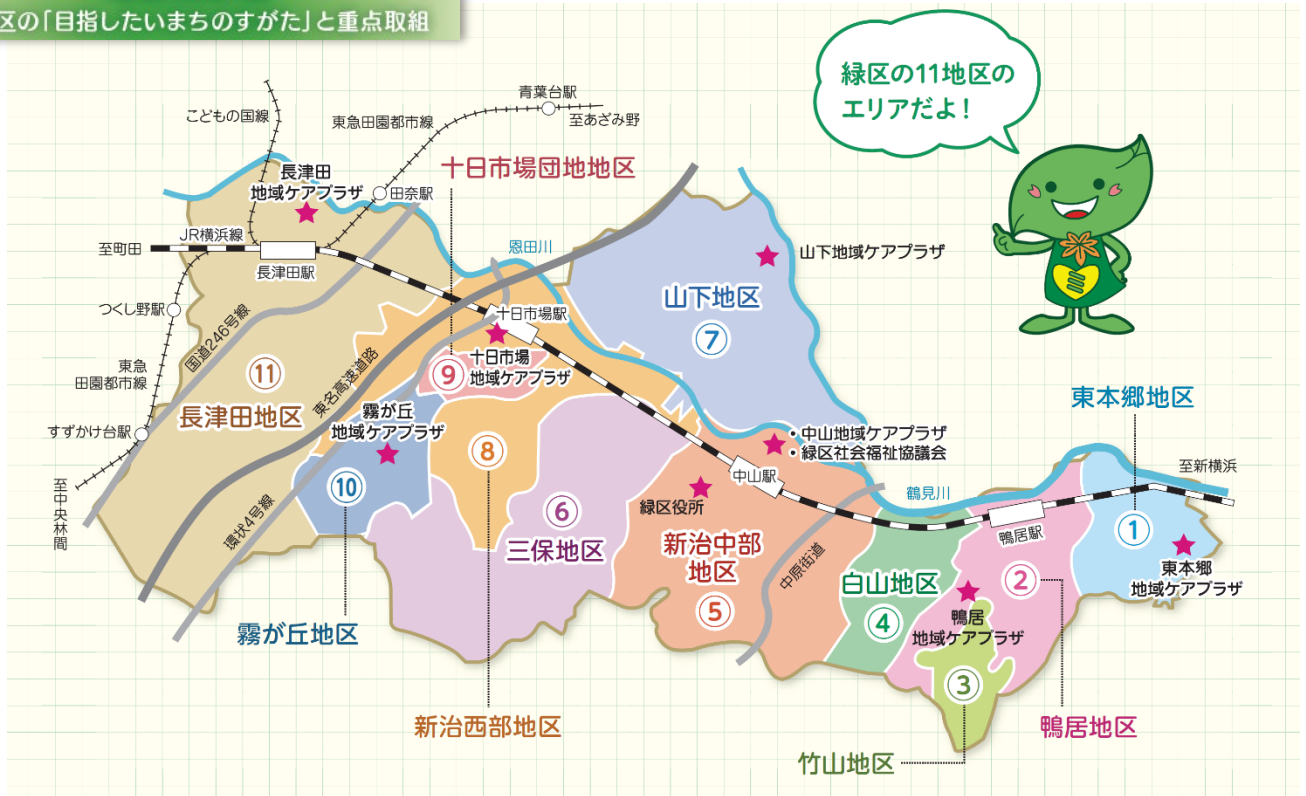 区の「目指したいまちのすがた」と重点取組
緑区の11地区の
エリアだよ!
青葉台駅
至あざみ野
こどもの国線
東急田園都市線
十日市場団地地区
長津田
地域ケアプラザ
田奈駅
JR横浜線
至町田
長津田駅
恩田川
山下地域ケアプラザ
つくし野駅
国道246号線
十日市場駅
山下地区
⑦
東急
田園都市線
東名高速道路
十日市場
地域ケアプラザ
⑨
⑪
長津田地区
霧が丘
地域ケアプラザ
東本郷地区
すずかけ台駅
・中山地域ケアプラザ
・緑区社会福祉協議会
⑧
中山駅
至新横浜
至中央林間
⑩
環状4号線
緑区役所
鶴見川
⑥
三保地区
新治中部
地区
⑤
中原街道
鴨居駅
①
東本郷
地域ケアプラザ
白山地区
④
②
鴨居
地域ケアプラザ
霧が丘地区
③
新治西部地区
鴨居地区
竹山地区